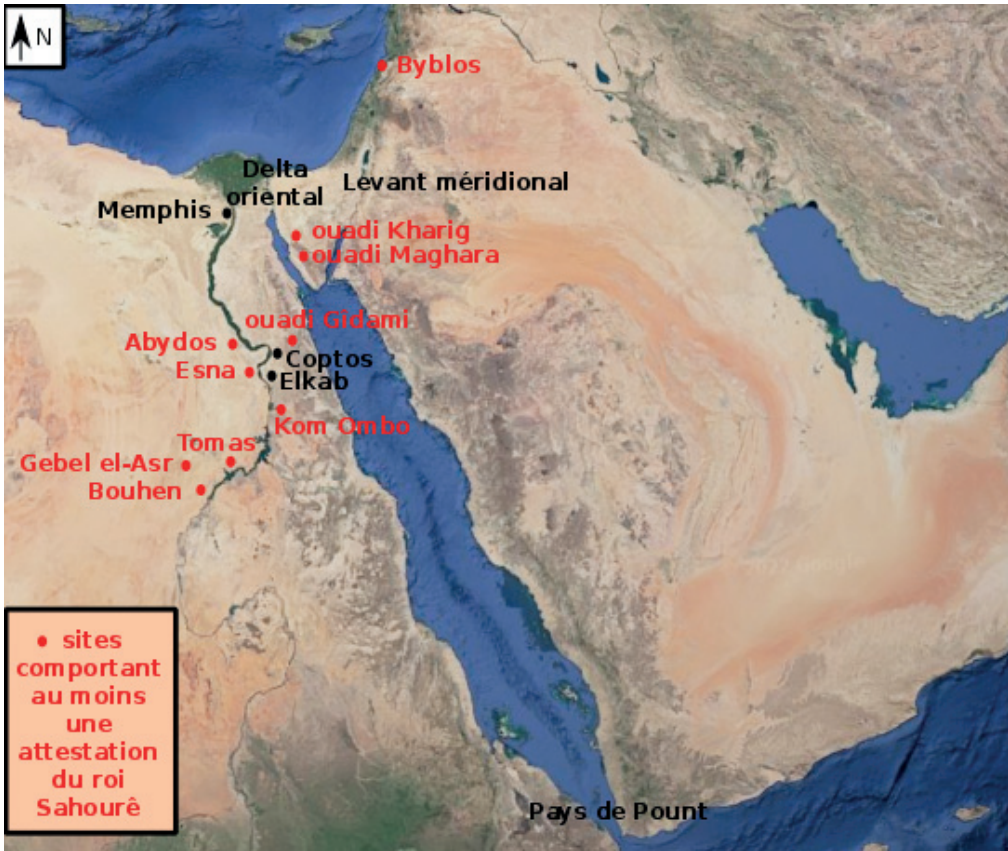 N
Byblos
Delta
oriental
Levant méridional
Memphis
ouadi Kharig
ouadi Maghara
ouadi Gidami
Abydos
Coptos
Esna
Elkab
Kom Ombo
Tomas
Gebel el-Asr
Bouhen
sites
comportant
au moins
une
attestation
du roi
Sahourê
Pays de Pount